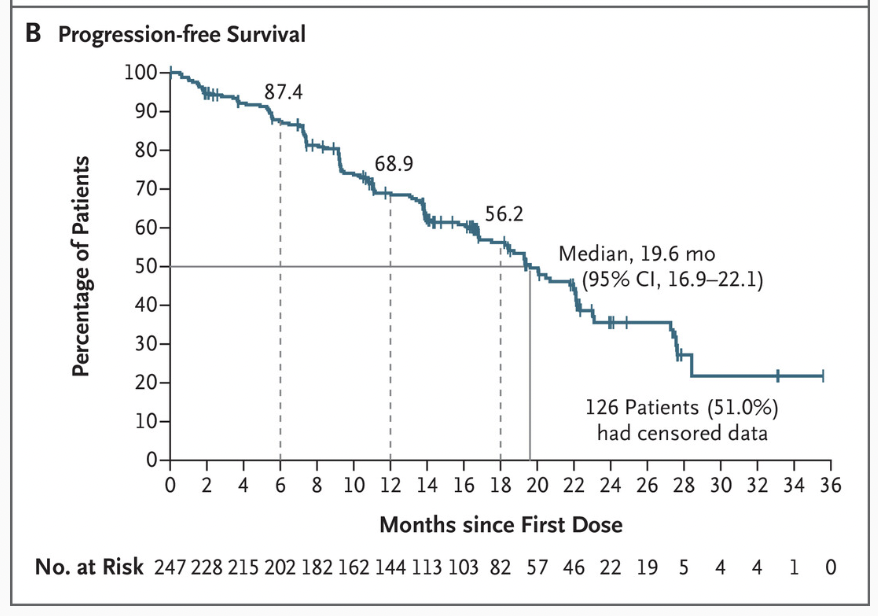 B Progression-free Survival
100
90
80
70
60
50
40
30
20
10
0
Percentage of Patients
87.4
68.9
56.2
Median, 19.6 mo
(95% CI, 16.9–22.1)
126 Patients (51.0%)
had censored data
0 2 4 6 8 10 12 14 16 18 20 22 24 26 28 30 32 34 36
Months since First Dose
No. at Risk 247 228 215 202 182 162 144 113 103 82 57 46 22 19 5 4 4 1 0